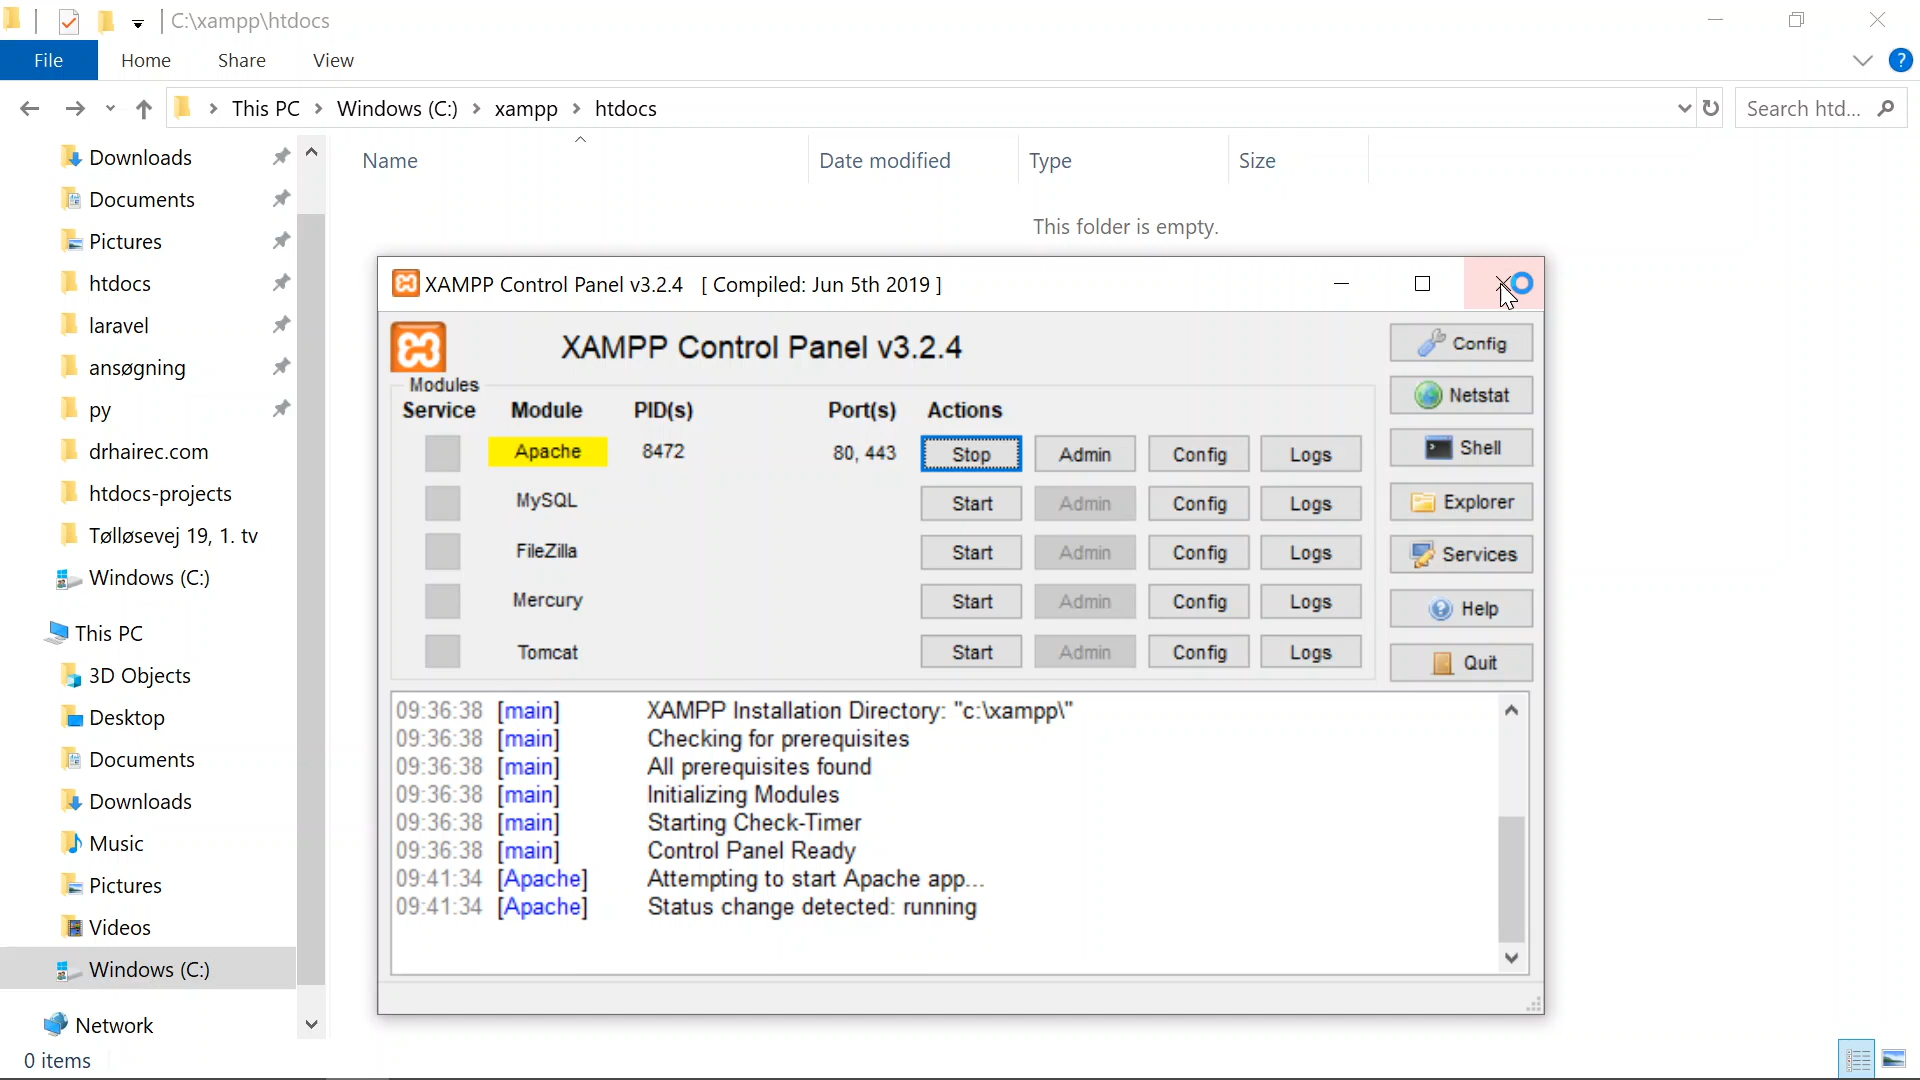 C:\xampp\htdocs
File Home Share View ?
This PC Windows (C:) xampp htdocs Search htd...
Name Date modified Type Size
This folder is empty.
Downloads
Documents
Pictures
htdocs
laravel
ansøgning
py
drhairec.com
htdocs-projects
Tølløsevej 19, 1. tv
Windows (C:)
This PC
3D Objects
Desktop
Documents
Downloads
Music
Pictures
Videos
Windows (C:)
Network
0 items
XAMPP Control Panel v3.2.4 [ Compiled: Jun 5th 2019 ]
XAMPP Control Panel v3.2.4
Modules
Service Module PID(s) Port(s) Actions
Apache 8472 80, 443 Stop Admin Config Logs
MySQL Start Admin Config Logs
FileZilla Start Admin Config Logs
Mercury Start Admin Config Logs
Tomcat Start Admin Config Logs
Config
Netstat
Shell
Explorer
Services
Help
Quit
09:36:38 [main] XAMPP Installation Directory: "c:\xampp\"
09:36:38 [main] Checking for prerequisites
09:36:38 [main] All prerequisites found
09:36:38 [main] Initializing Modules
09:36:38 [main] Starting Check-Timer
09:36:38 [main] Control Panel Ready
09:41:34 [Apache] Attempting to start Apache app...
09:41:34 [Apache] Status change detected: running